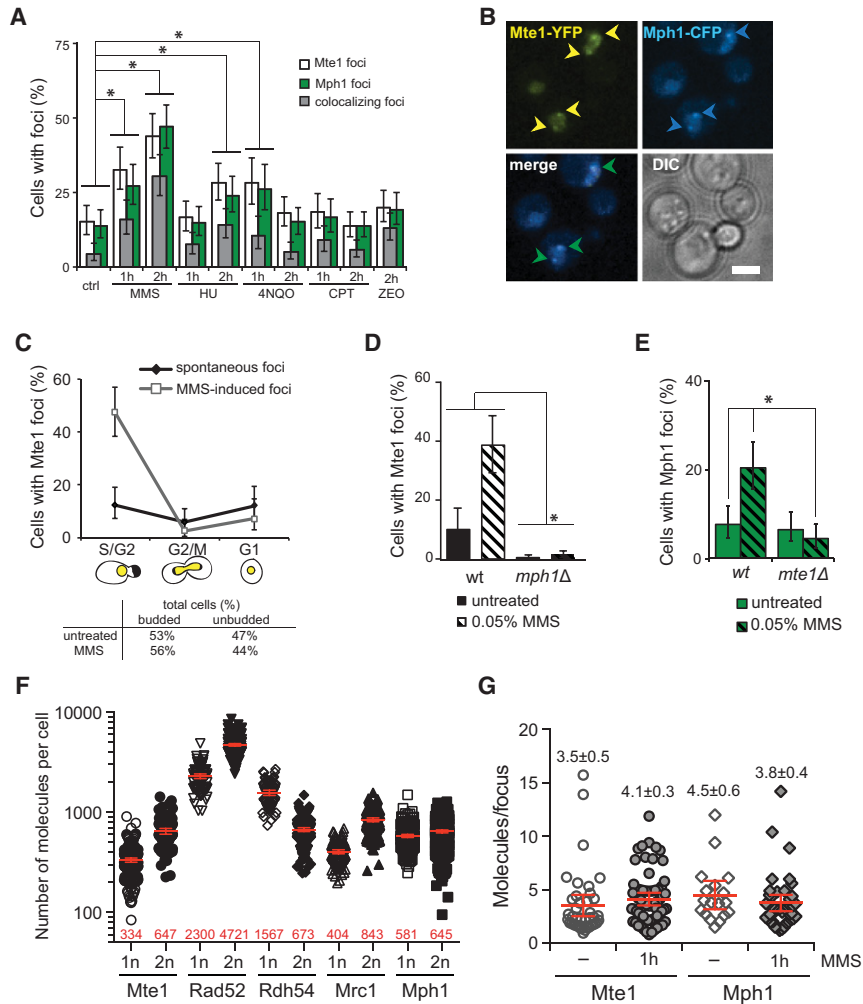 A
Cells with foci (%)
75
50
25
0
*
*
*
*
Mte1 foci
Mph1 foci
colocalizing foci
1h 2h 1h 2h 1h 2h 1h 2h 2h
ctrl MMS HU 4NQO CPT ZEO
B
Mte1-YFP
Mph1-CFP
merge
DIC
C
Cells with Mte1 foci (%)
60
40
20
0
spontaneous foci
MMS-induced foci
S/G2 G2/M G1
total cells (%)
budded unbudded
untreated 53% 47%
MMS 56% 44%
D
Cells with Mte1 foci (%)
60
40
20
0
*
wt mph1Δ
untreated
0.05% MMS
E
Cells with Mph1 foci (%)
40
20
0
*
wt mte1Δ
untreated
0.05% MMS
F
Number of molecules per cell
10000
1000
100
334 647 2300 4721 1567 673 404 843 581 645
1n 2n 1n 2n 1n 2n 1n 2n 1n 2n
Mte1 Rad52 Rdh54 Mrc1 Mph1
G
Molecules/focus
20
15
10
5
0
3.5±0.5
4.1±0.3
4.5±0.6
3.8±0.4
– 1h – 1h MMS
Mte1 Mph1